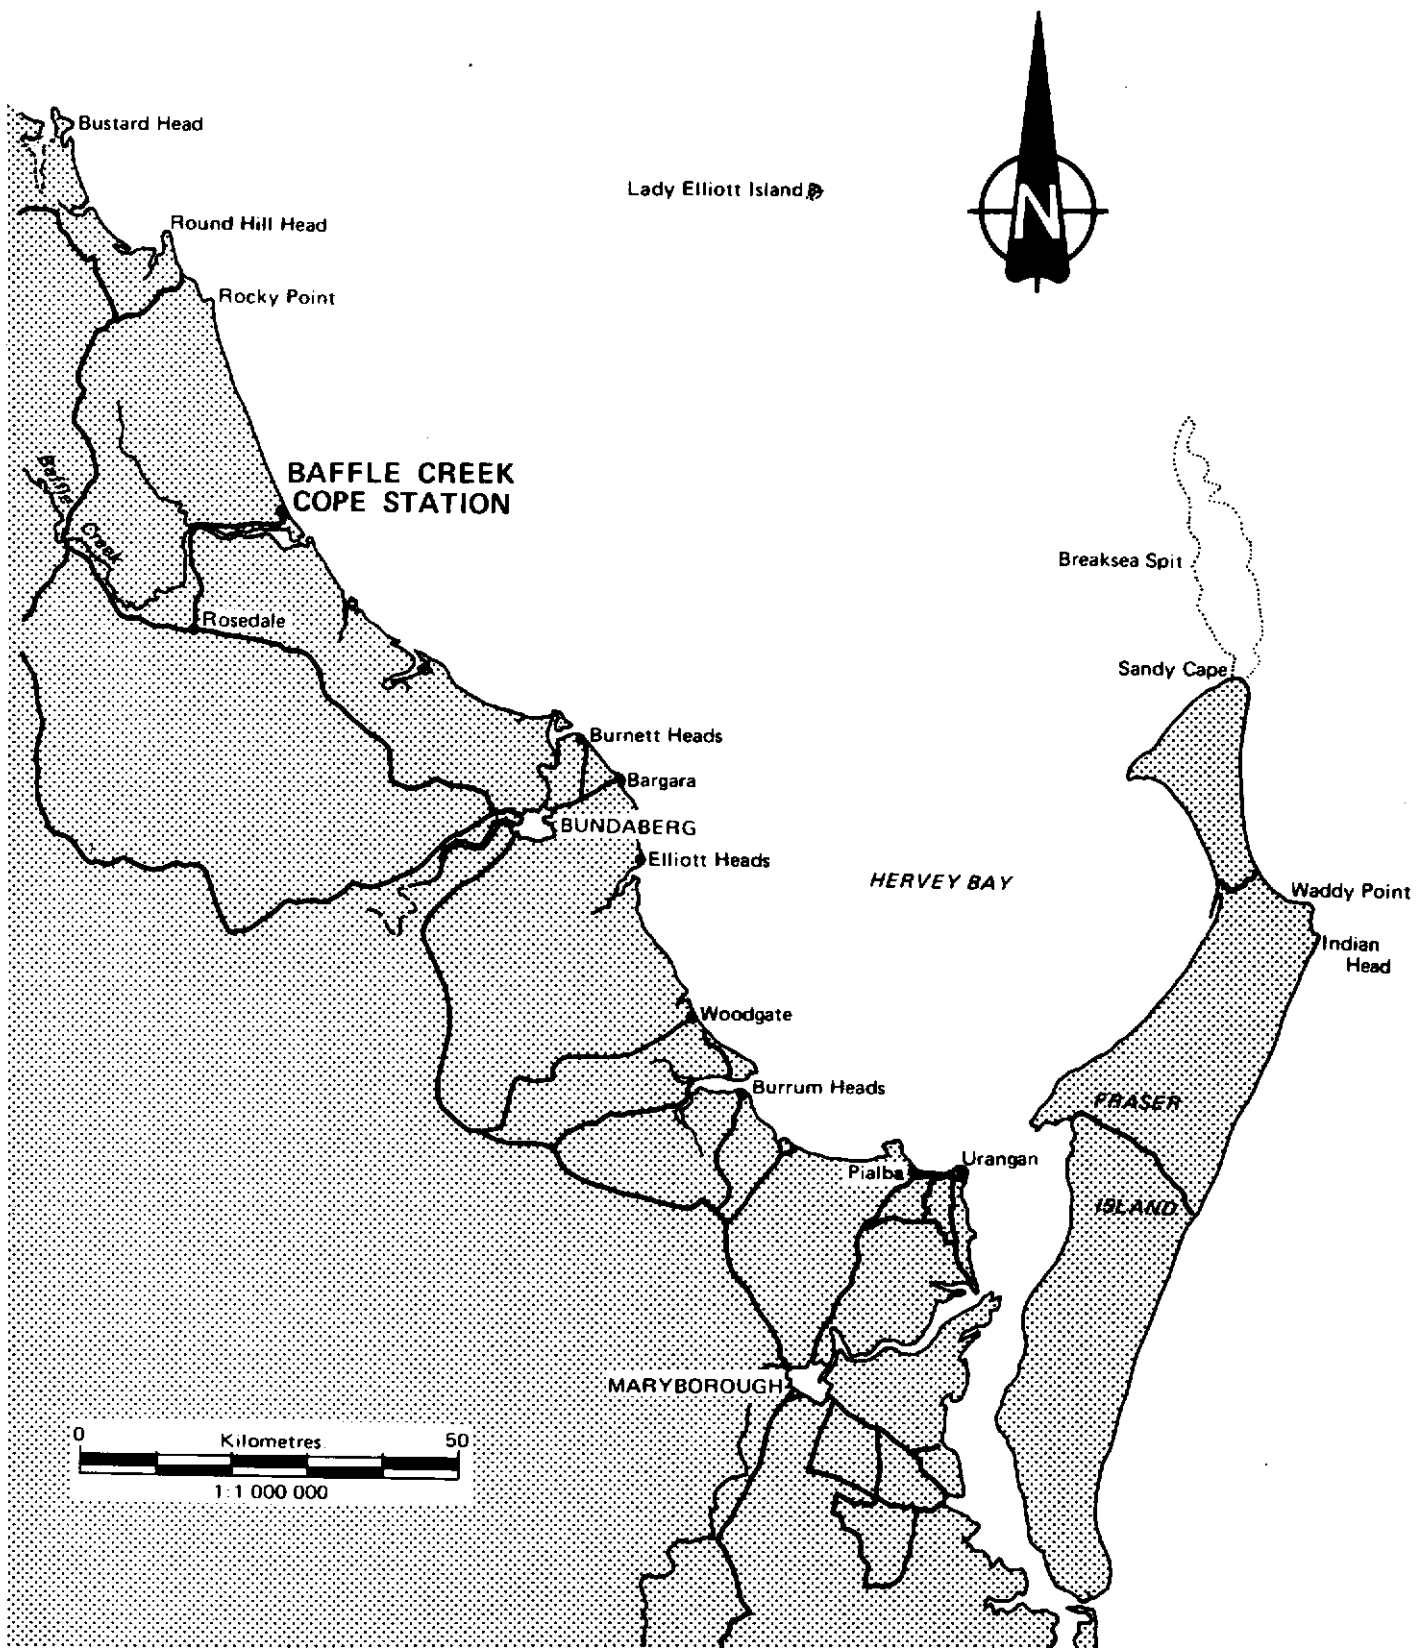 Bustard Head
Lady Elliott Island
N
Round Hill Head
Rocky Point
BAFFLE CREEK
COPE STATION
Baffle
Creek
Breaksea Spit
Rosedale
Sandy Cape
Burnett Heads
Bargara
BUNDABERG
Elliott Heads
HERVEY BAY
Waddy Point
Indian
Head
Woodgate
Burrum Heads
FRASER
Urangan
Pialba
ISLAND
MARYBOROUGH
0 Kilometres 50
1:1 000 000